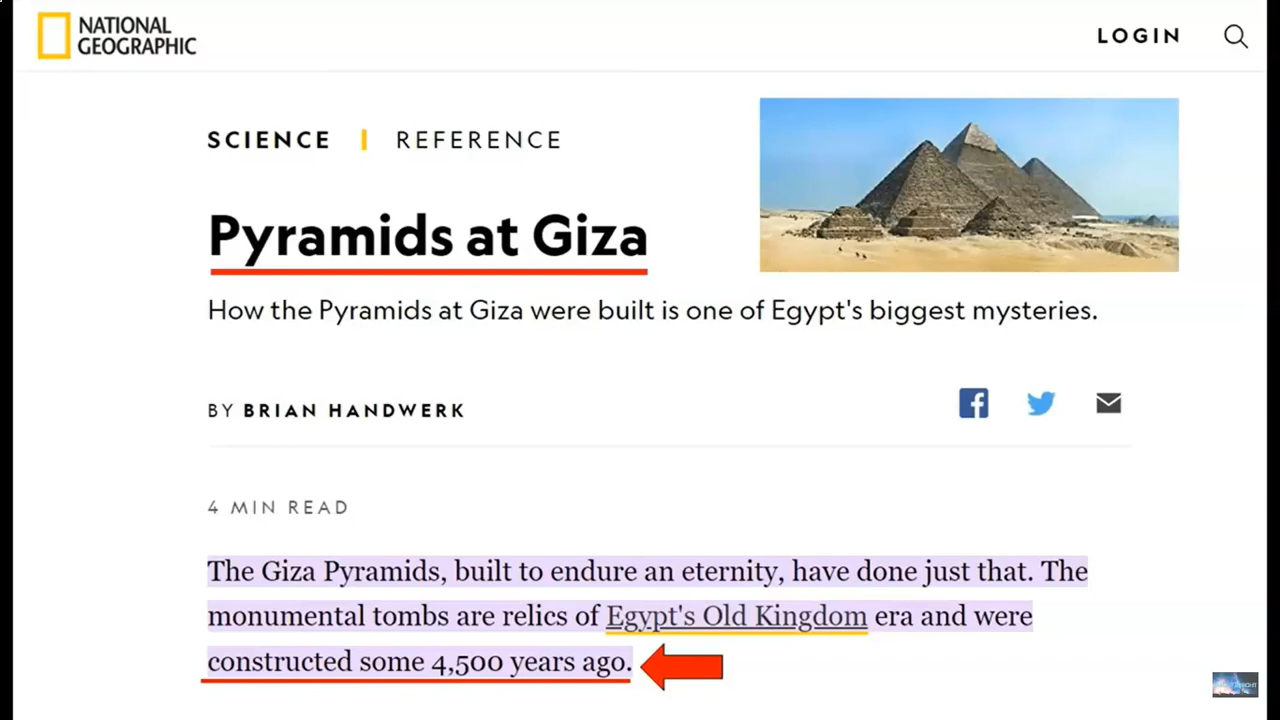 NATIONAL
GEOGRAPHIC
LOGIN
SCIENCE | REFERENCE
Pyramids at Giza
How the Pyramids at Giza were built is one of Egypt's biggest mysteries.
BY BRIAN HANDWERK
4 MIN READ
The Giza Pyramids, built to endure an eternity, have done just that. The
monumental tombs are relics of Egypt's Old Kingdom era and were
constructed some 4,500 years ago.